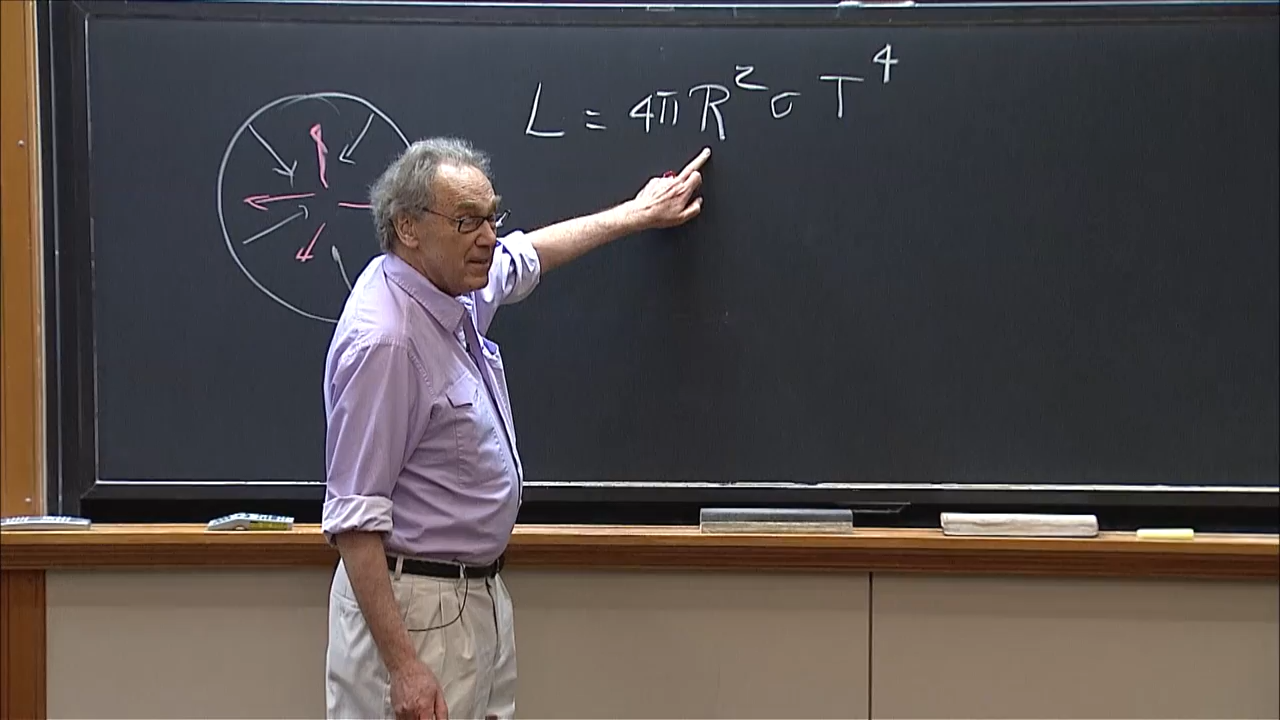 L = 4π R² σ T⁴